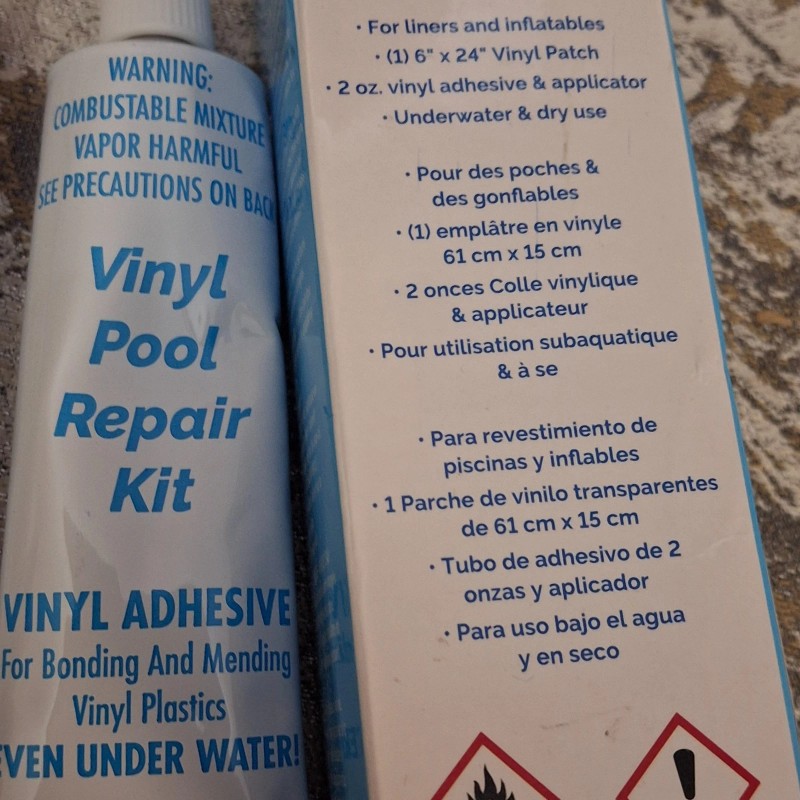 WARNING:
COMBUSTABLE MIXTURE
VAPOR HARMFUL
SEE PRECAUTIONS ON BACK
Vinyl
Pool
Repair
Kit
VINYL ADHESIVE
For Bonding And Mending
Vinyl Plastics
EVEN UNDER WATER!
• For liners and inflatables
• (1) 6" x 24" Vinyl Patch
• 2 oz. vinyl adhesive & applicator
• Underwater & dry use
• Pour des poches &
des gonflables
• (1) emplâtre en vinyle
61 cm x 15 cm
• 2 onces Colle vinylique
& applicateur
• Pour utilisation subaquatique
& à se
• Para revestimiento de
piscinas y inflables
• 1 Parche de vinilo transparentes
de 61 cm x 15 cm
• Tubo de adhesivo de 2
onzas y aplicador
• Para uso bajo el agua
y en seco